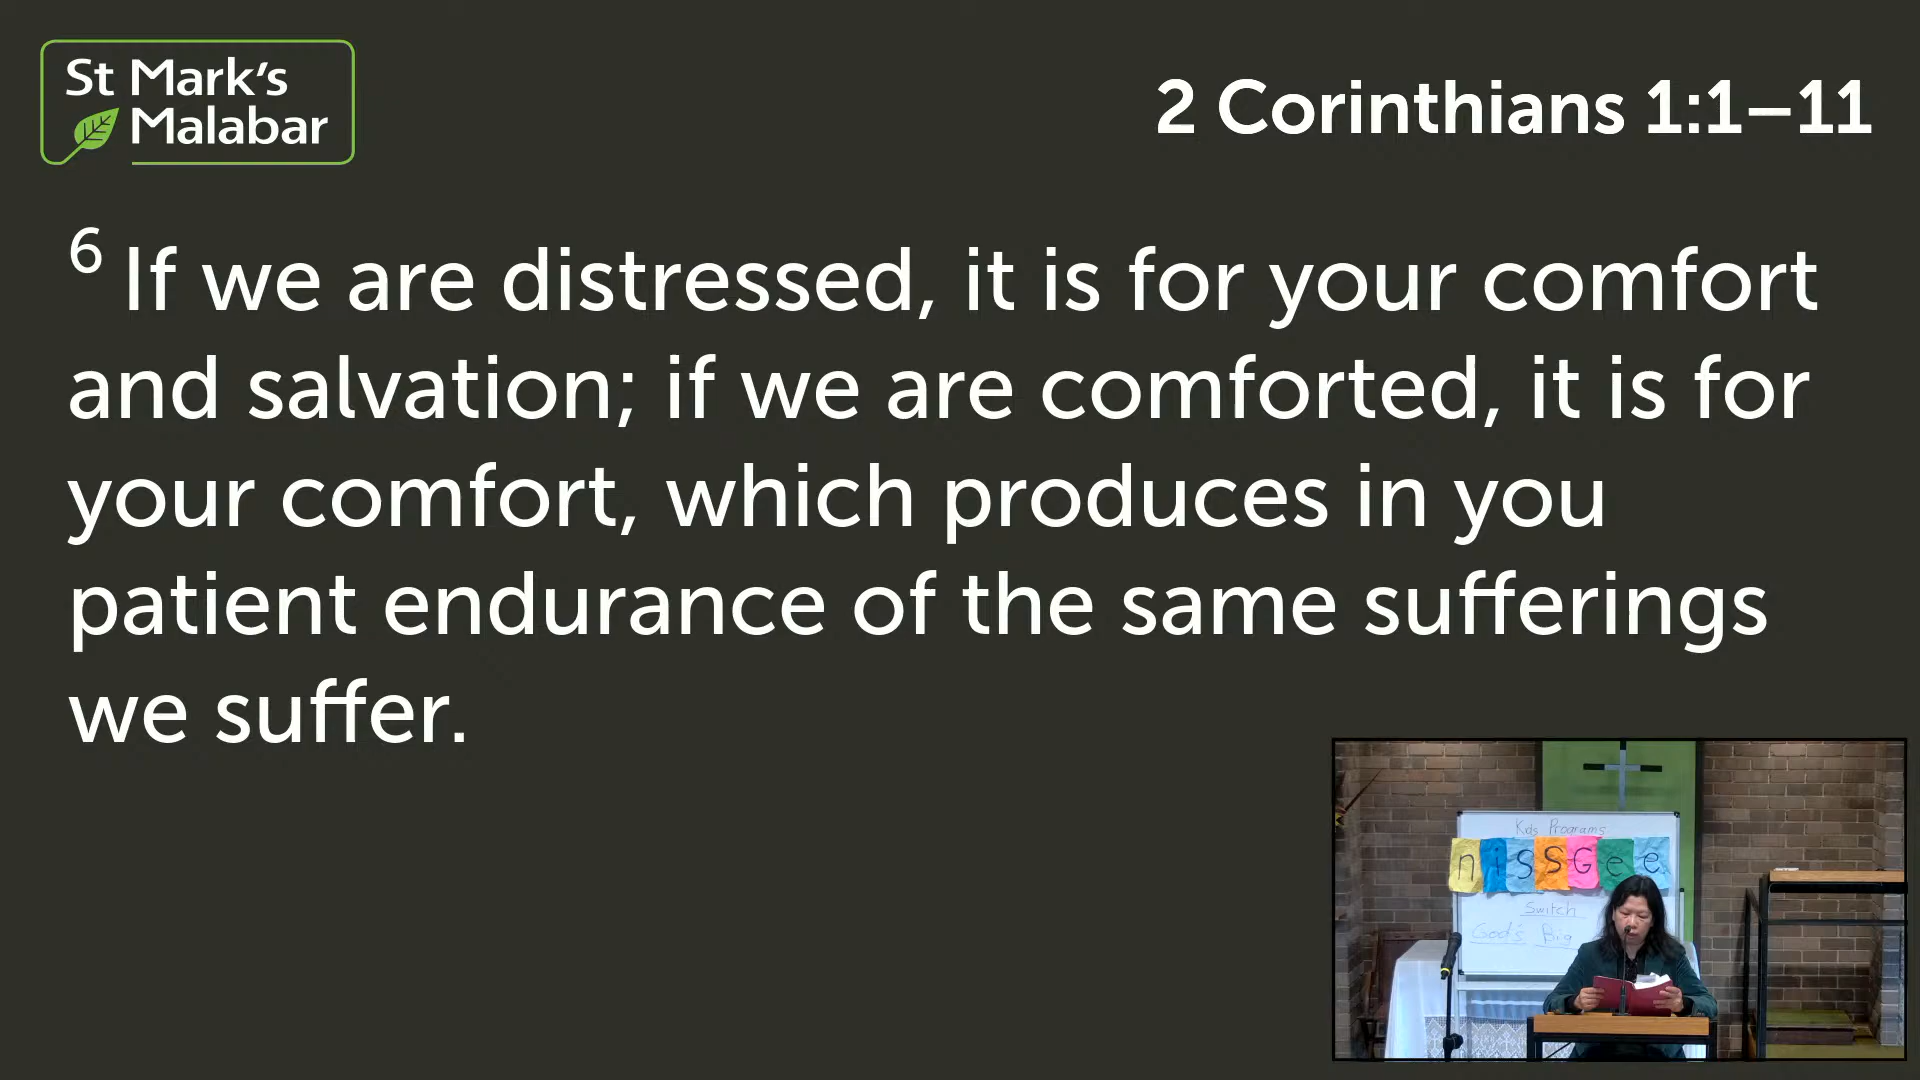 St Mark's
Malabar
2 Corinthians 1:1–11
6 If we are distressed, it is for your comfort
and salvation; if we are comforted, it is for
your comfort, which produces in you
patient endurance of the same sufferings
we suffer.
Kids Programs
nissGee
Switch
God's Big